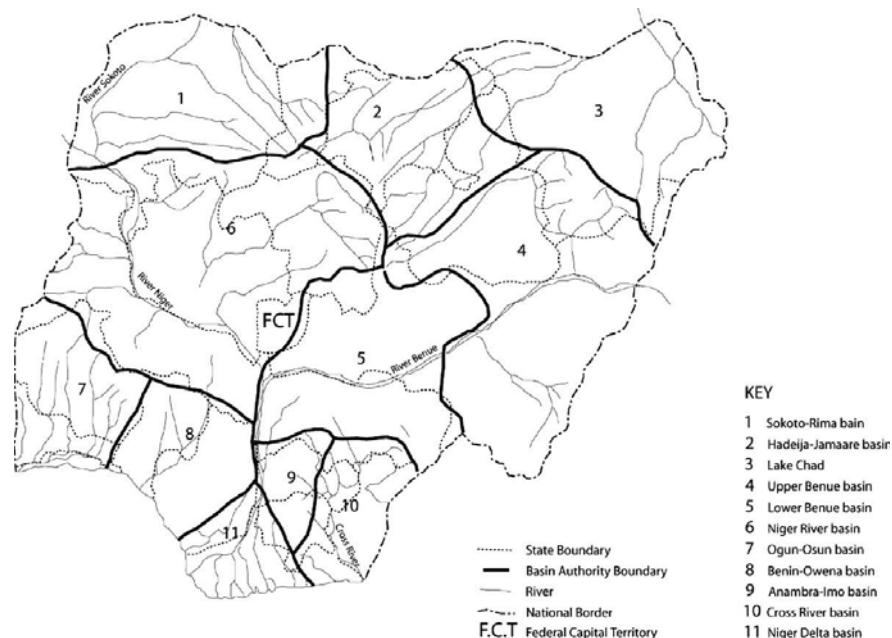 River Sokoto
1
2
3
6
4
River Niger
FCT
5
River Benue
7
8
9
10
Cross River
11
KEY
1 Sokoto-Rima bain
2 Hadeija-Jamaare basin
3 Lake Chad
4 Upper Benue basin
5 Lower Benue basin
6 Niger River basin
7 Ogun-Osun basin
8 Benin-Owena basin
9 Anambra-Imo basin
10 Cross River basin
11 Niger Delta basin
State Boundary
Basin Authority Boundary
River
National Border
F.C.T Federal Capital Territory